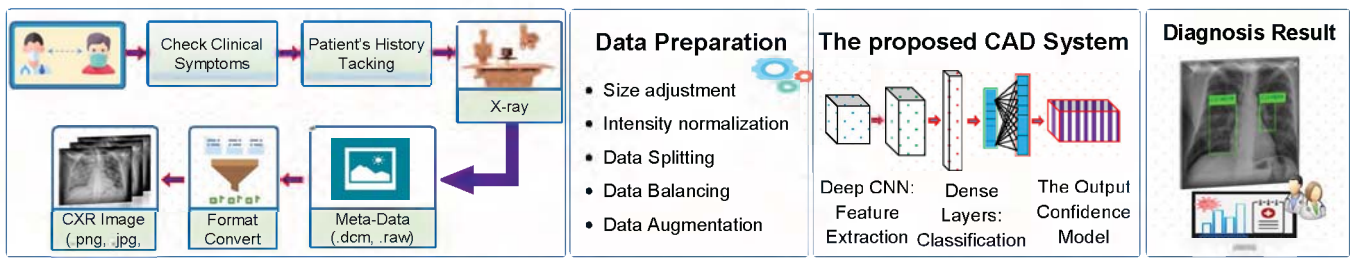 Check Clinical
Symptoms
Patient's History
Tacking
X-ray
CXR Image
(.png, .jpg,
Format
Convert
Meta-Data
(.dcm, .raw)
Data Preparation
• Size adjustment
• Intensity normalization
• Data Splitting
• Data Balancing
• Data Augmentation
The proposed CAD System
Deep CNN:
Feature
Extraction
Dense
Layers:
Classification
The Output
Confidence
Model
Diagnosis Result